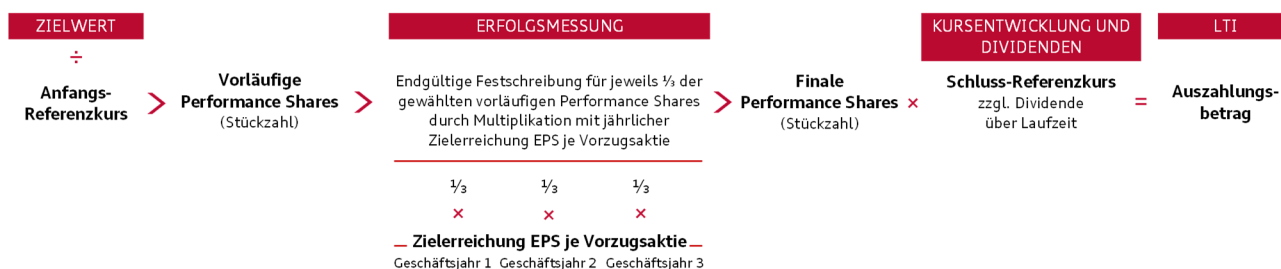 ZIELWERT
÷
Anfangs-
Referenzkurs
>
Vorläufige
Performance Shares
(Stückzahl)
>
ERFOLGSMESSUNG
Endgültige Festschreibung für jeweils ⅓ der
gewählten vorläufigen Performance Shares
durch Multiplikation mit jährlicher
Zielerreichung EPS je Vorzugsaktie
⅓ ⅓ ⅓
× × ×
Zielerreichung EPS je Vorzugsaktie
Geschäftsjahr 1 Geschäftsjahr 2 Geschäftsjahr 3
>
Finale
Performance Shares
(Stückzahl)
×
KURSENTWICKLUNG UND
DIVIDENDEN
Schluss-Referenzkurs
zzgl. Dividende
über Laufzeit
=
LTI
Auszahlungs-
betrag